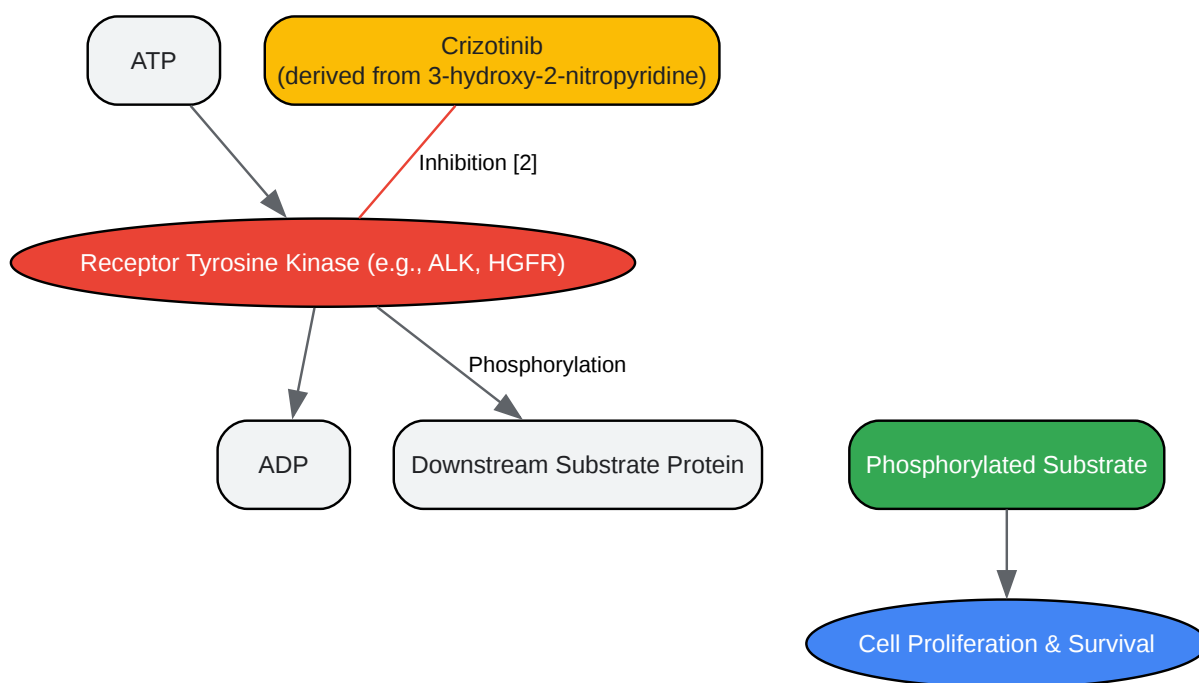 ATP
Crizotinib
(derived from 3-hydroxy-2-nitropyridine)
Inhibition [2]
Receptor Tyrosine Kinase (e.g., ALK, HGFR)
Phosphorylation
ADP
Downstream Substrate Protein
Phosphorylated Substrate
Cell Proliferation & Survival